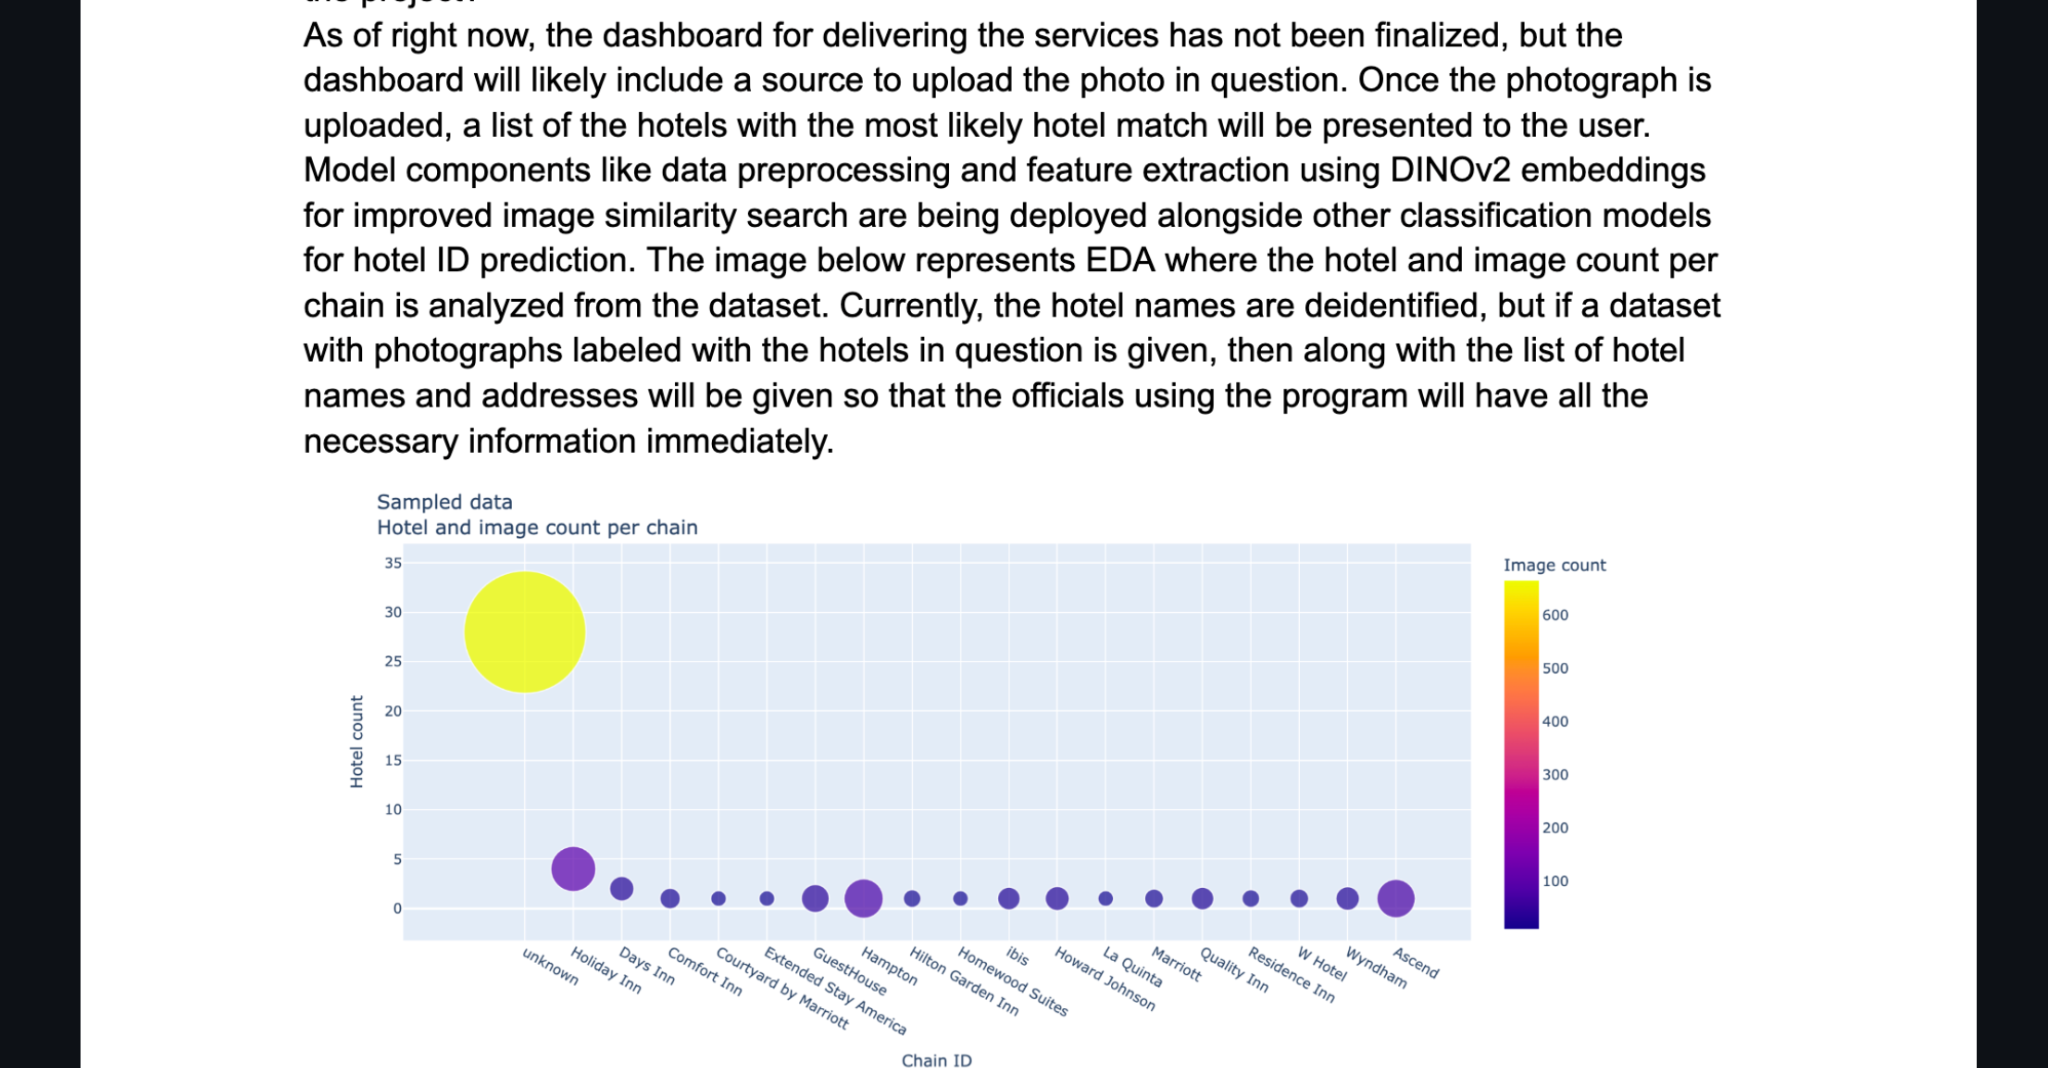 the project?
As of right now, the dashboard for delivering the services has not been finalized, but the
dashboard will likely include a source to upload the photo in question. Once the photograph is
uploaded, a list of the hotels with the most likely hotel match will be presented to the user.
Model components like data preprocessing and feature extraction using DINOv2 embeddings
for improved image similarity search are being deployed alongside other classification models
for hotel ID prediction. The image below represents EDA where the hotel and image count per
chain is analyzed from the dataset. Currently, the hotel names are deidentified, but if a dataset
with photographs labeled with the hotels in question is given, then along with the list of hotel
names and addresses will be given so that the officials using the program will have all the
necessary information immediately.
Sampled data
Hotel and image count per chain
Hotel count
35
30
25
20
15
10
5
0
unknown
Holiday Inn
Days Inn
Comfort Inn
Courtyard by Marriott
Extended Stay America
GuestHouse
Hampton
Hilton Garden Inn
Homewood Suites
ibis
Howard Johnson
La Quinta
Marriott
Quality Inn
Residence Inn
W Hotel
Wyndham
Ascend
Chain ID
Image count
600
500
400
300
200
100